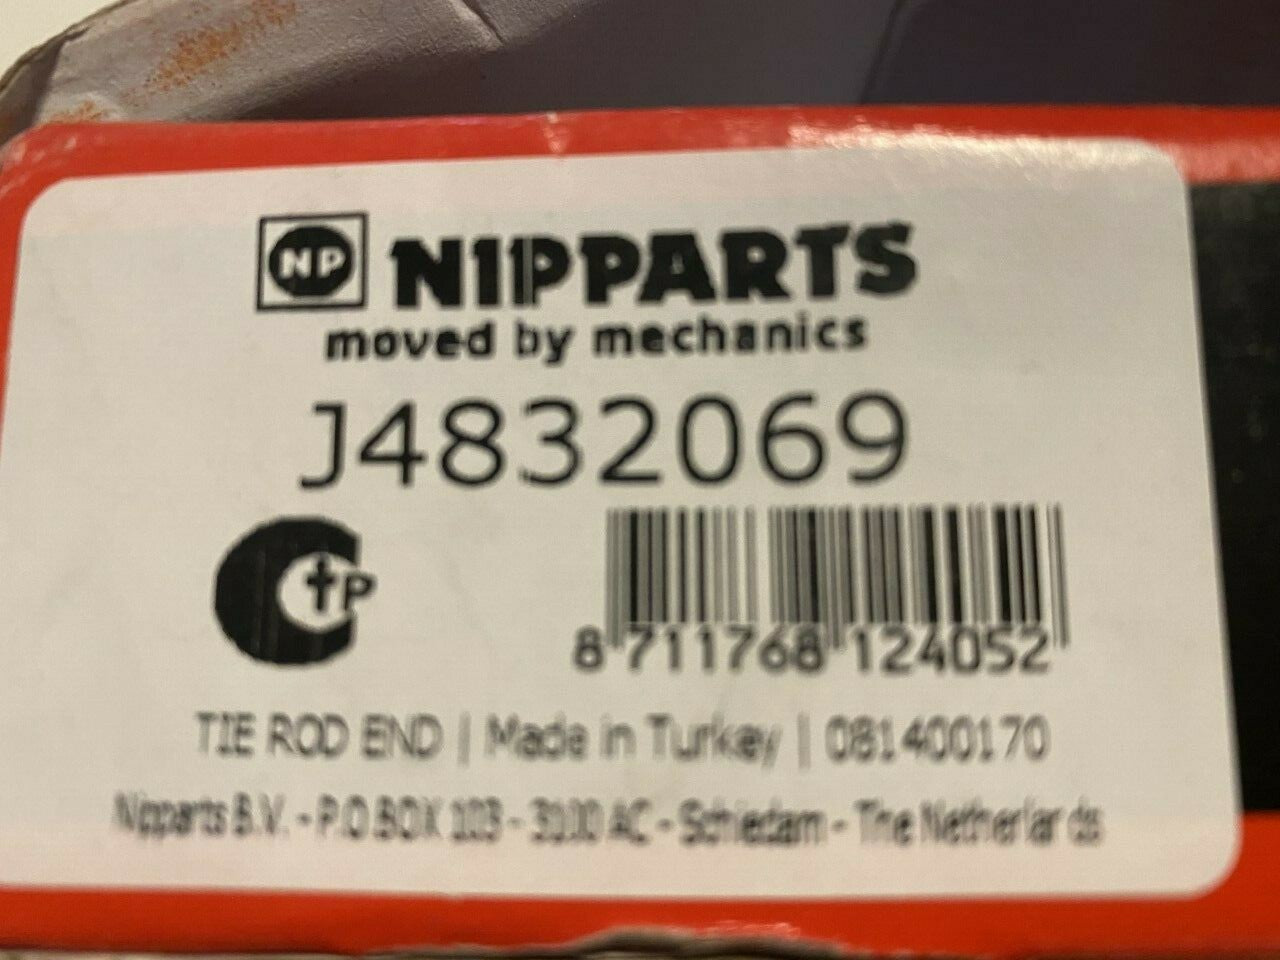 NP NIPPARTS
moved by mechanics
J4832069
CtP
8 711768 124052
TIE ROD END | Made in Turkey | 081400170
Nipparts B.V. - P.O BOX 103 - 3100 AC - Schiedam - The Netherlands